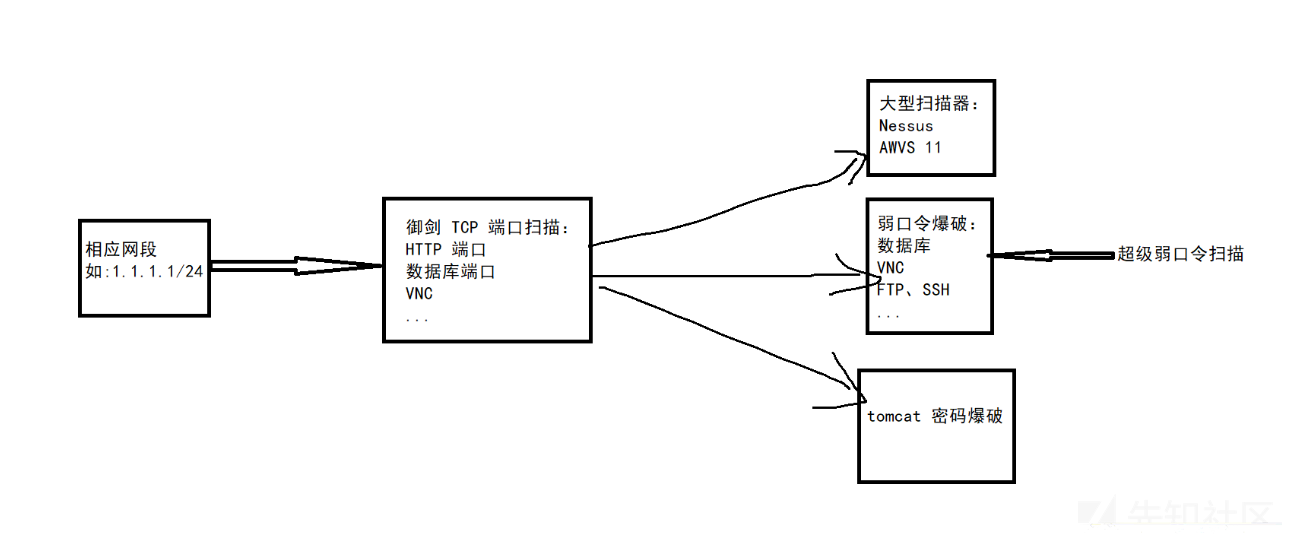 相应网段
如:1.1.1.1/24
御剑 TCP 端口扫描:
HTTP 端口
数据库端口
VNC
...
大型扫描器:
Nessus
AWVS 11
弱口令爆破:
数据库
VNC
FTP、SSH
...
超级弱口令扫描
tomcat 密码爆破
先知社区